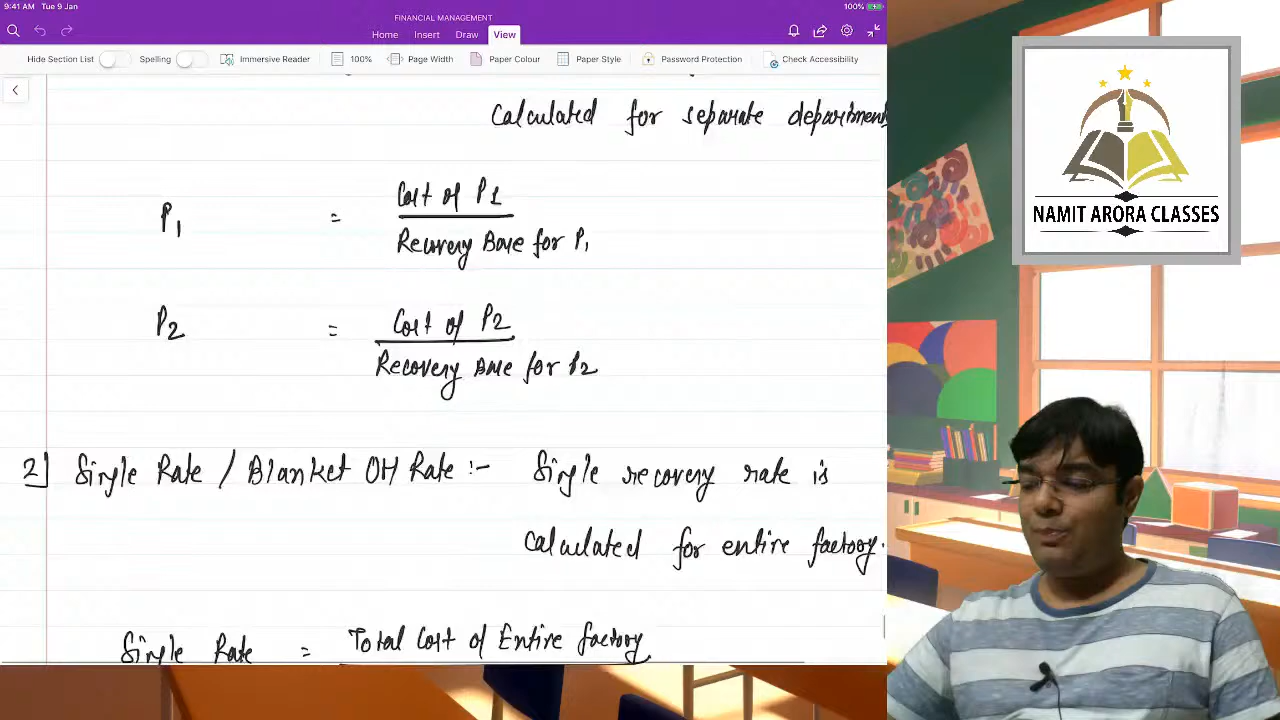 9:41 AM Tue 9 Jan
100%
FINANCIAL MANAGEMENT
Home Insert Draw View
Hide Section List Spelling Immersive Reader 100% Page Width Paper Colour Paper Style Password Protection Check Accessibility
Calculated for separate departments
P1 = Cost of P1
Recovery Base for P1
P2 = Cost of P2
Recovery Base for P2
2] Single Rate / Blanket OH Rate :- Single recovery rate is
calculated for entire factory.
Single Rate = Total Cost of Entire factory
NAMIT ARORA CLASSES